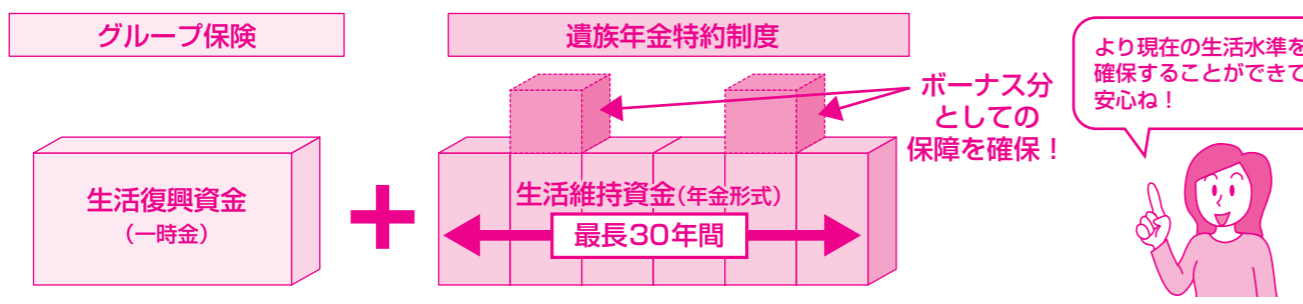 グループ保険
遺族年金特約制度
より現在の生活水準を
確保することができて
安心ね！
ボーナス分
としての
保障を確保！
生活復興資金
（一時金）
生活維持資金（年金形式）
最長30年間